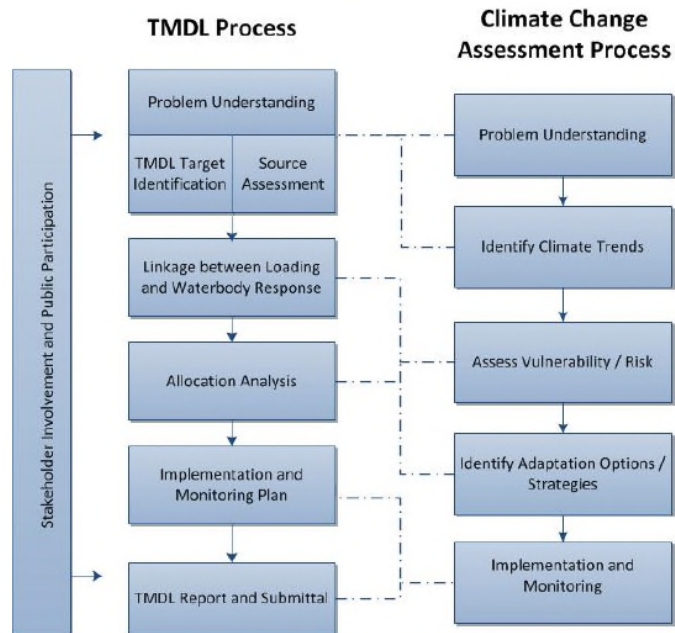 TMDL Process
Climate Change
Assessment Process
Stakeholder Involvement and Public Participation
Problem Understanding
TMDL Target
Identification
Source
Assessment
Linkage between Loading
and Waterbody Response
Allocation Analysis
Implementation and
Monitoring Plan
TMDL Report and Submittal
Problem Understanding
Identify Climate Trends
Assess Vulnerability / Risk
Identify Adaptation Options /
Strategies
Implementation and
Monitoring